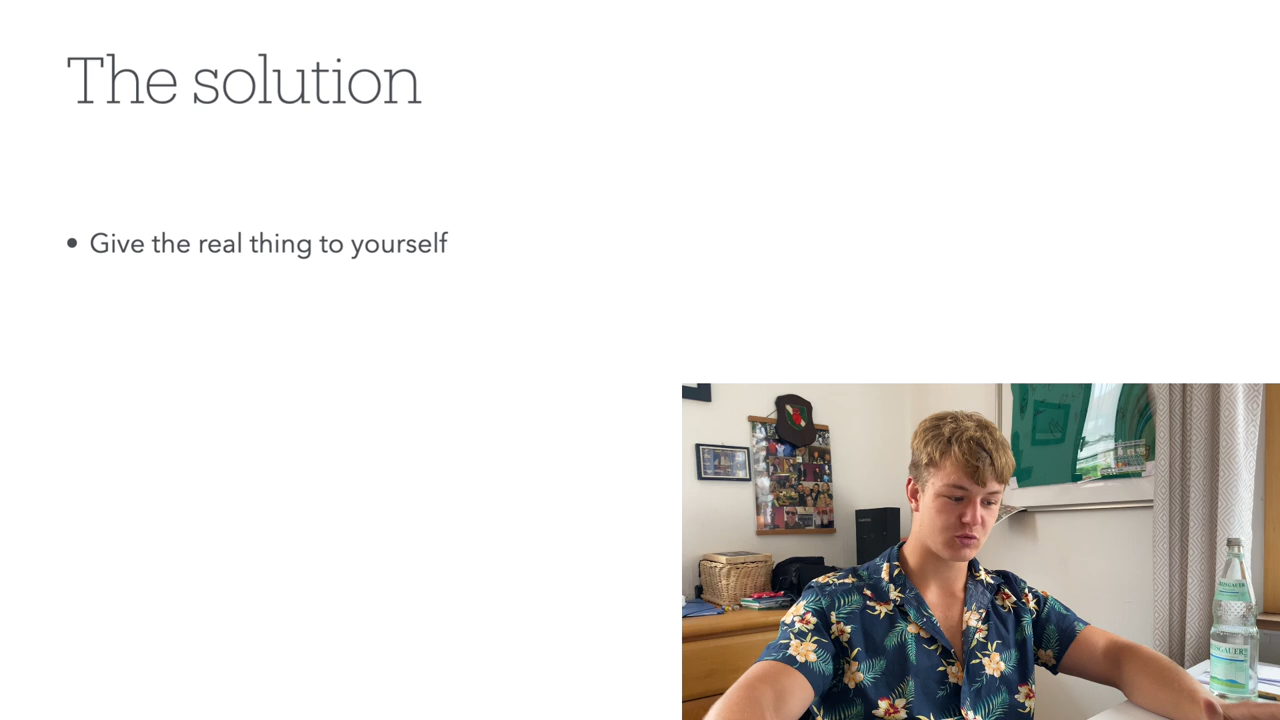 The solution
• Give the real thing to yourself